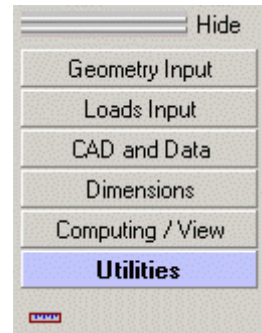 Hide
Geometry Input
Loads Input
CAD and Data
Dimensions
Computing / View
Utilities